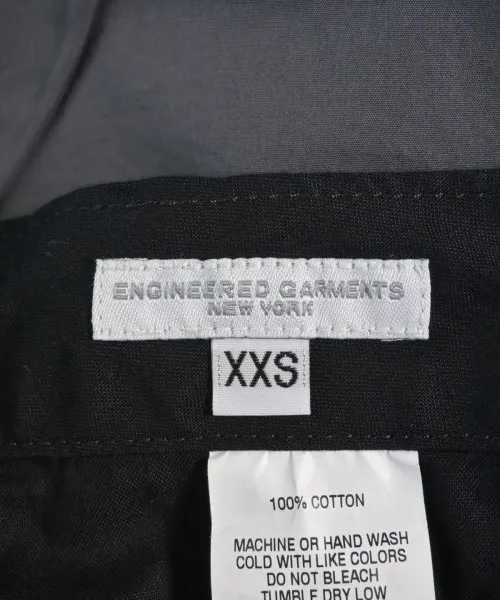 ENGINEERED GARMENTS
NEW YORK
XXS
100% COTTON
MACHINE OR HAND WASH
COLD WITH LIKE COLORS
DO NOT BLEACH
TUMBLE DRY LOW